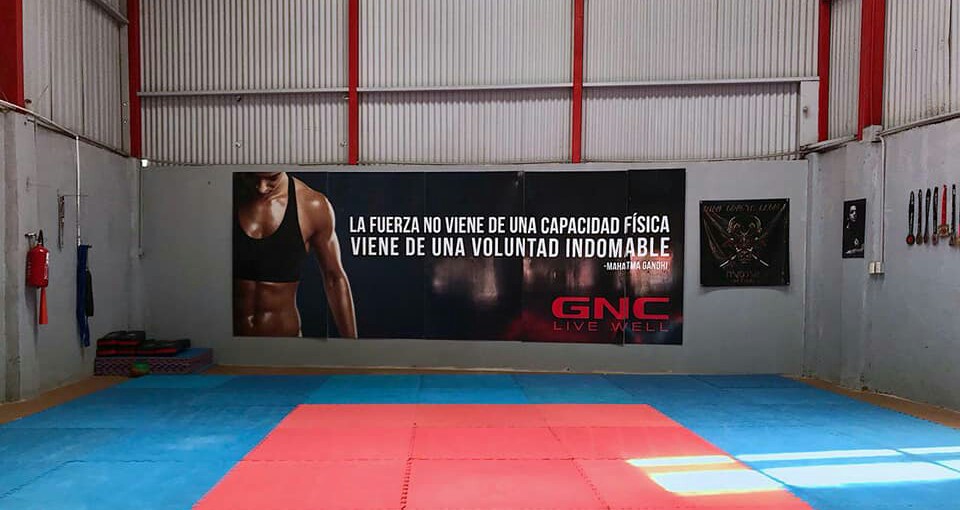 LA FUERZA NO VIENE DE UNA CAPACIDAD FÍSICA
VIENE DE UNA VOLUNTAD INDOMABLE
-MAHATMA GANDHI
GNC
LIVE WELL